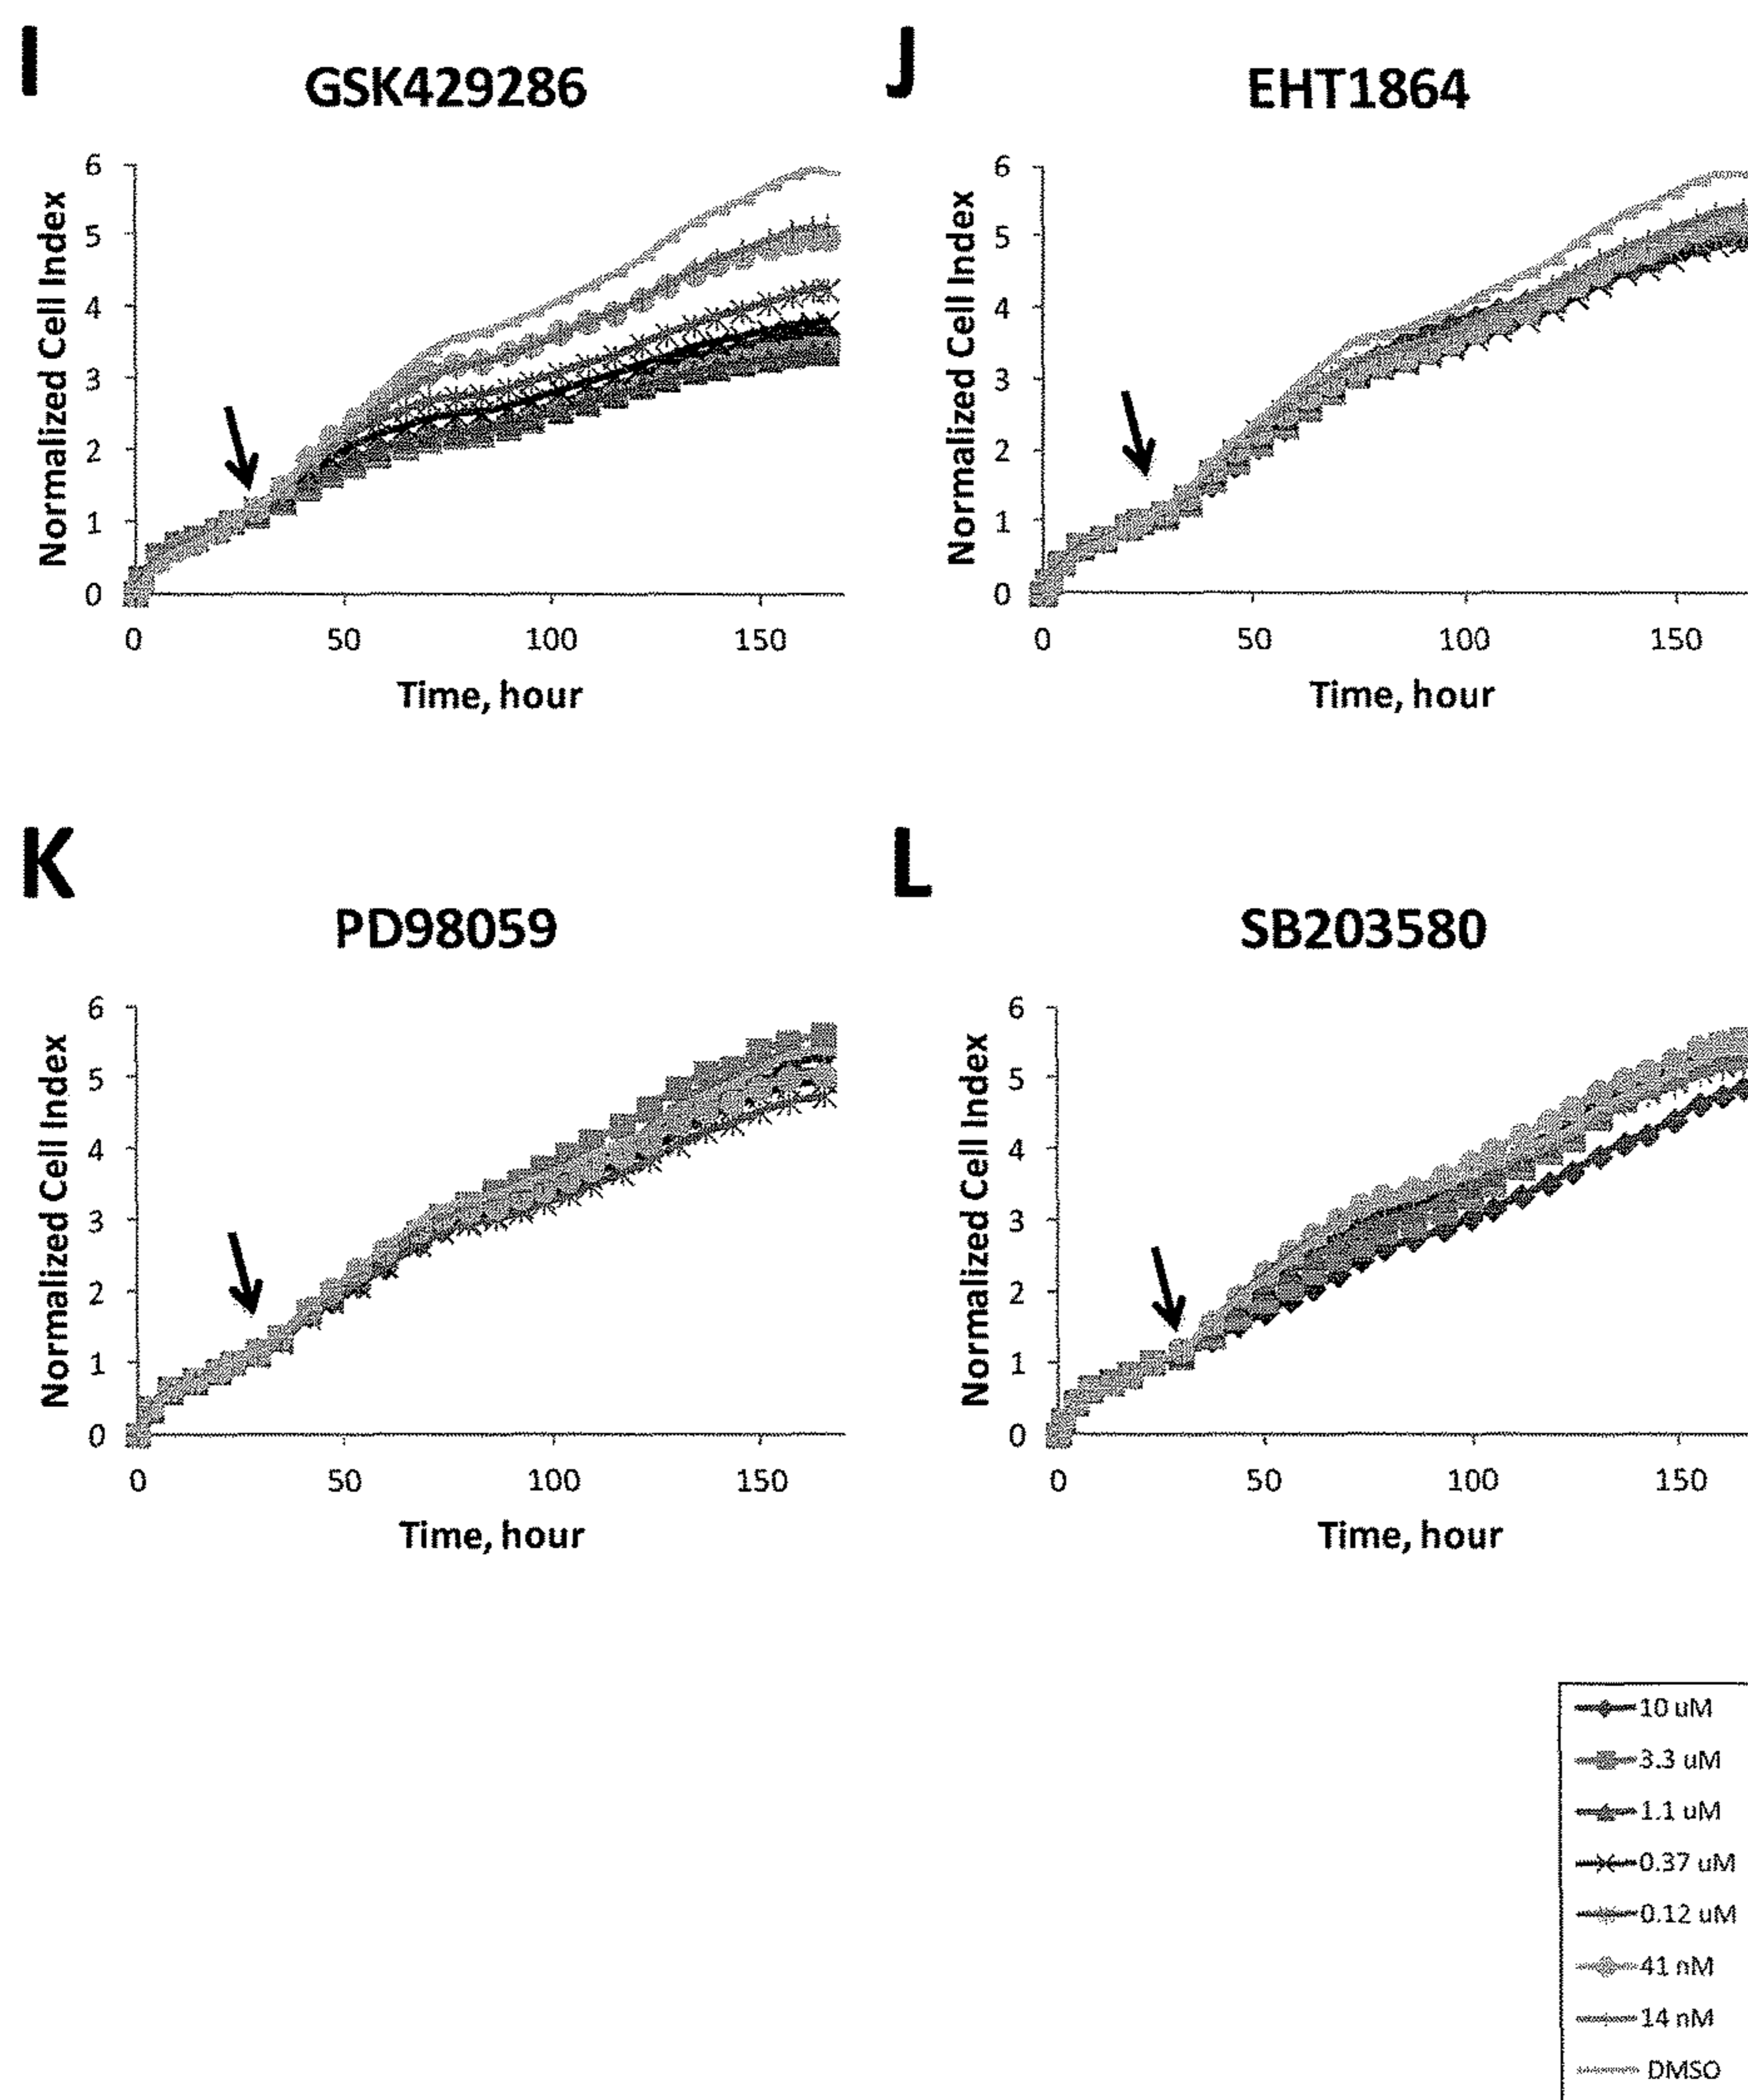 I
GSK429286
Normalized Cell Index
6
5
4
3
2
1
0
0 50 100 150
Time, hour
J
EHT1864
Normalized Cell Index
6
5
4
3
2
1
0
0 50 100 150
Time, hour
K
PD98059
Normalized Cell Index
6
5
4
3
2
1
0
0 50 100 150
Time, hour
L
SB203580
Normalized Cell Index
6
5
4
3
2
1
0
0 50 100 150
Time, hour
10 uM
3.3 uM
1.1 uM
0.37 uM
0.12 uM
41 nM
14 nM
DMSO